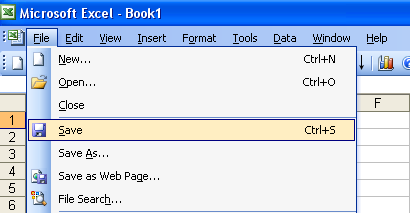 Microsoft Excel - Book1
File Edit View Insert Format Tools Data Window Help
New... Ctrl+N
Open... Ctrl+O
Close
Save Ctrl+S
Save As...
Save as Web Page...
File Search...
F
1
2
3
4
5
6